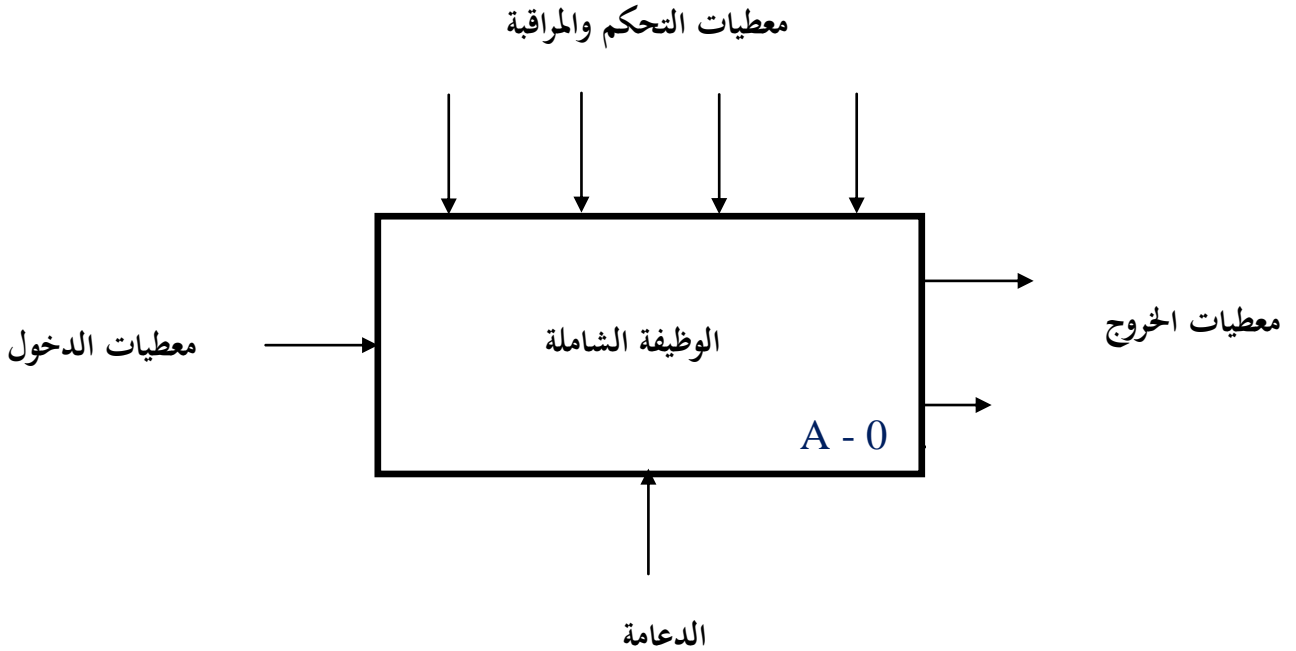 معطيات التحكم والمراقبة
معطيات الخروج
الوظيفة الشاملة
معطيات الدخول
A - 0
الدعامة